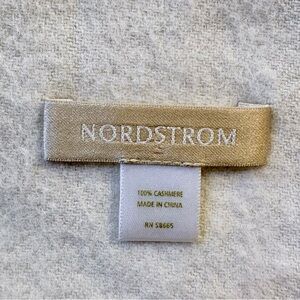 NORDSTROM
100% CASHMERE
MADE IN CHINA
RN 58665